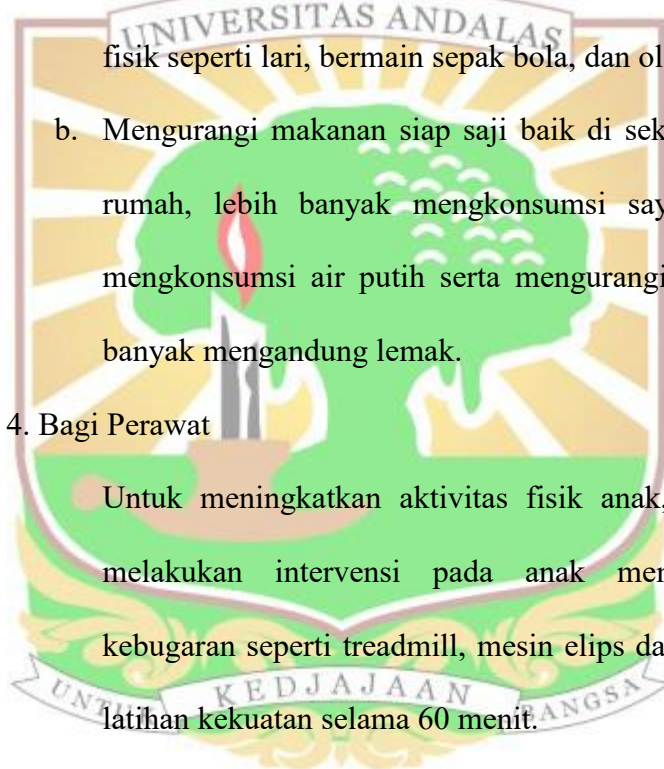 UNIVERSITAS ANDALAS
fisik seperti lari, bermain sepak bola, dan ol
b. Mengurangi makanan siap saji baik di sek
rumah, lebih banyak mengkonsumsi say
mengkonsumsi air putih serta mengurangi
banyak mengandung lemak.
4. Bagi Perawat
Untuk meningkatkan aktivitas fisik anak,
melakukan intervensi pada anak men
kebugaran seperti treadmill, mesin elips da
latihan kekuatan selama 60 menit.
UNTUK KEDJAJAAN BANGSA